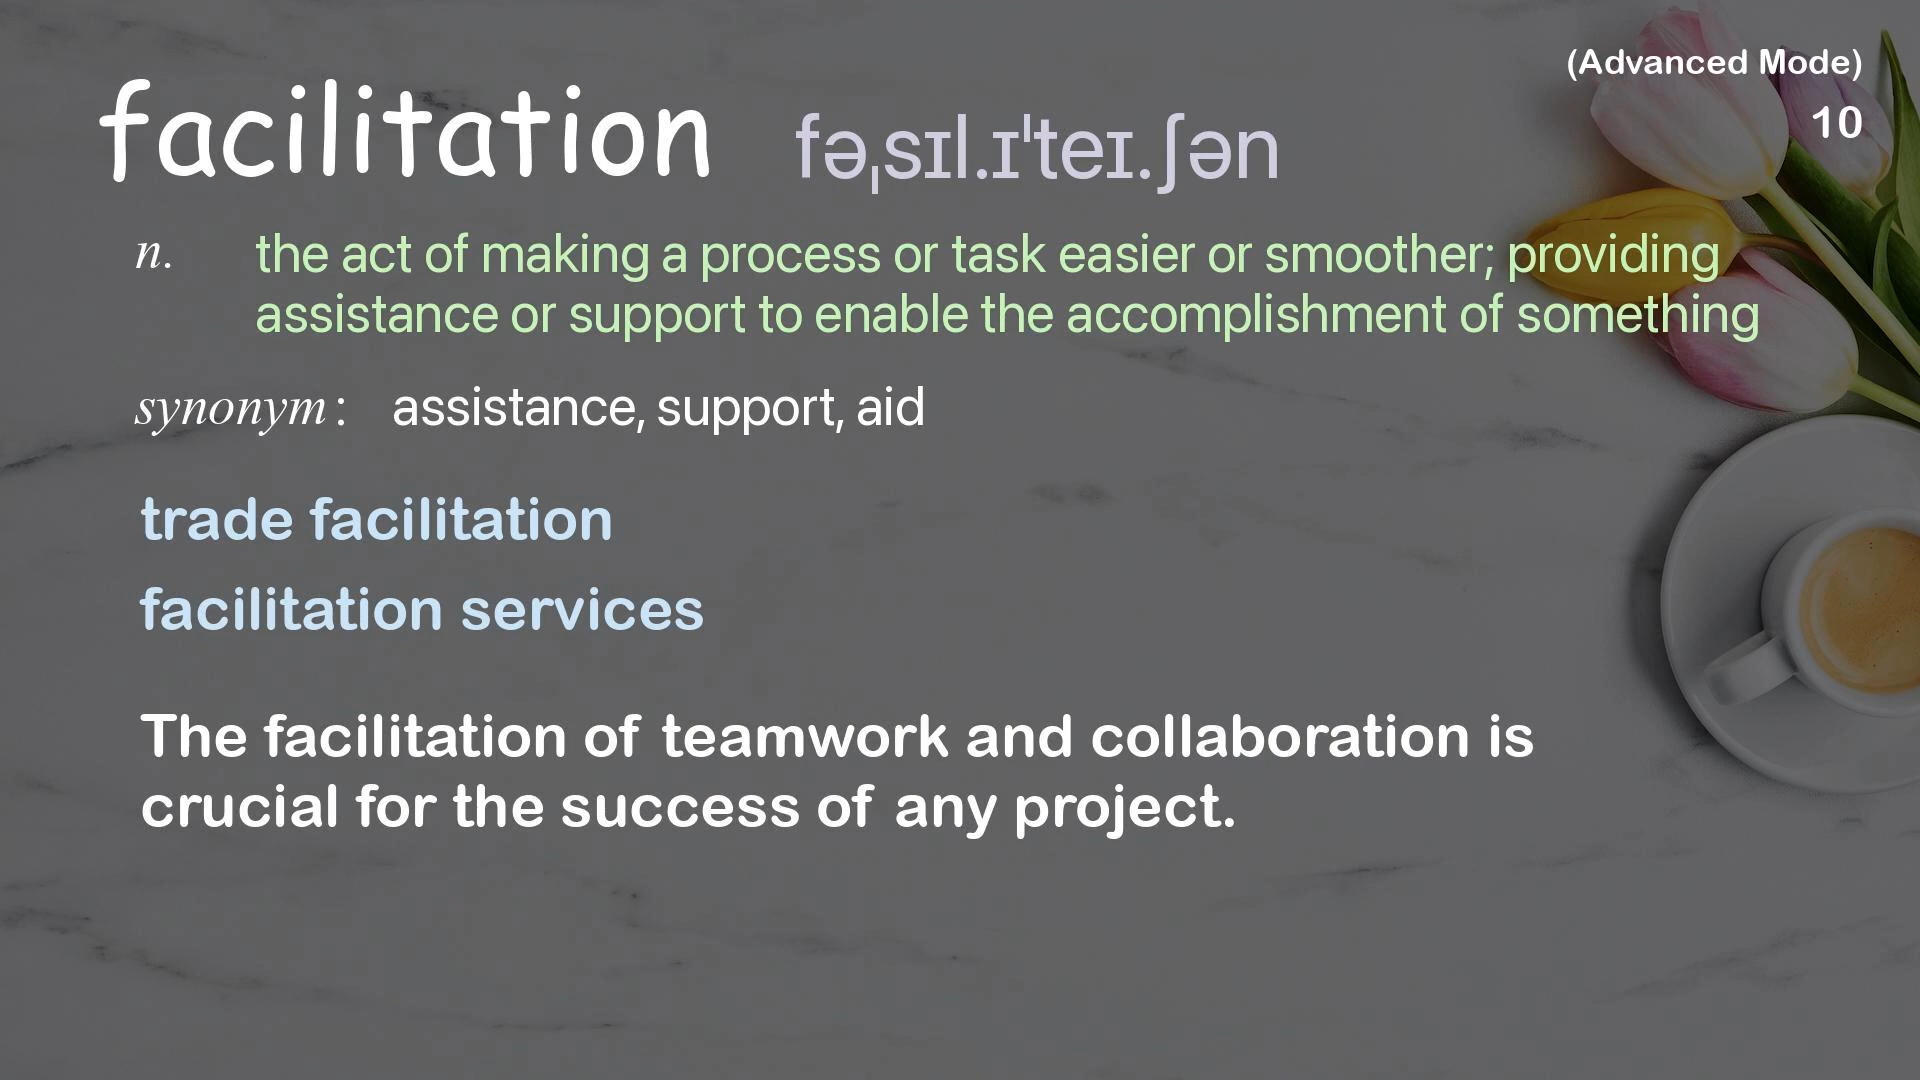 (Advanced Mode)
facilitation fəˌsɪl.ɪˈteɪ.ʃən
10
n. the act of making a process or task easier or smoother; providing
assistance or support to enable the accomplishment of something
synonym: assistance, support, aid
trade facilitation
facilitation services
The facilitation of teamwork and collaboration is
crucial for the success of any project.